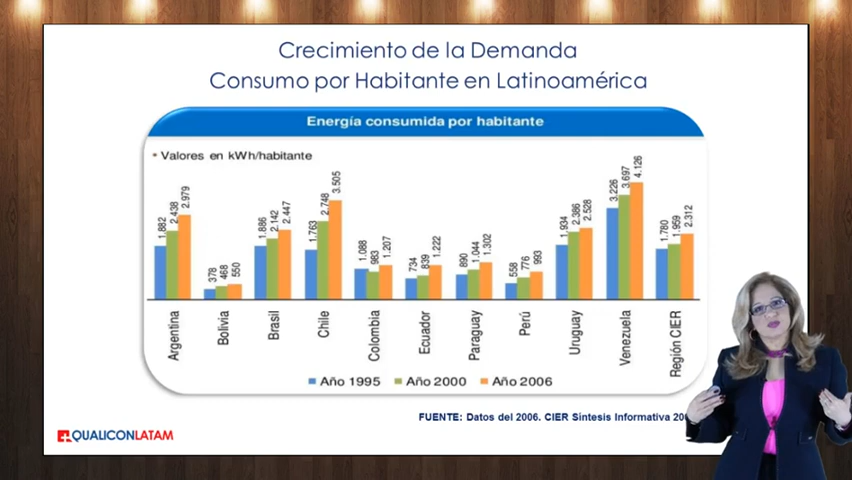 Crecimiento de la Demanda
Consumo por Habitante en Latinoamérica
Energía consumida por habitante
• Valores en kWh/habitante
1.882 2.438 2.979
378 468 550
1.886 2.142 2.447
1.763 2.748 3.505
1.088 983 1.207
734 839 1.222
890 1.044 1.302
558 776 993
1.934 2.386 2.528
3.226 3.697 4.126
1.780 1.959 2.312
Argentina
Bolivia
Brasil
Chile
Colombia
Ecuador
Paraguay
Perú
Uruguay
Venezuela
Región CIER
Año 1995 Año 2000 Año 2006
FUENTE: Datos del 2006. CIER Síntesis Informativa
QUALICONLATAM